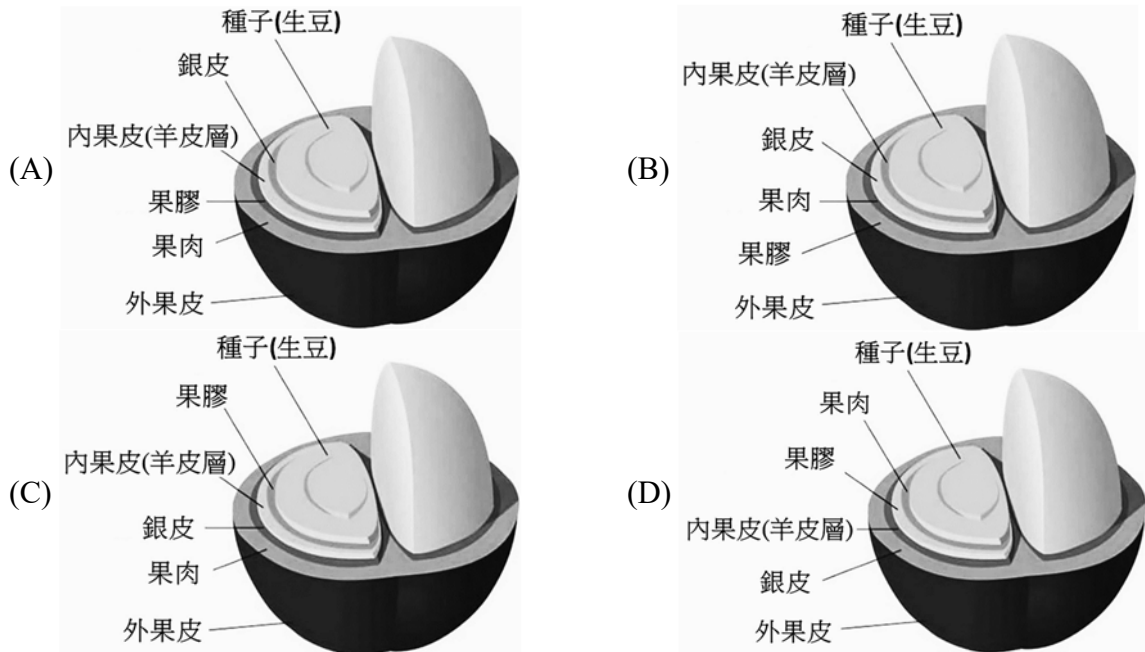 (A)
種子(生豆)
銀皮
內果皮(羊皮層)
果膠
果肉
外果皮
(B)
種子(生豆)
內果皮(羊皮層)
銀皮
果肉
果膠
外果皮
(C)
種子(生豆)
果膠
內果皮(羊皮層)
銀皮
果肉
外果皮
(D)
種子(生豆)
果肉
果膠
內果皮(羊皮層)
銀皮
外果皮